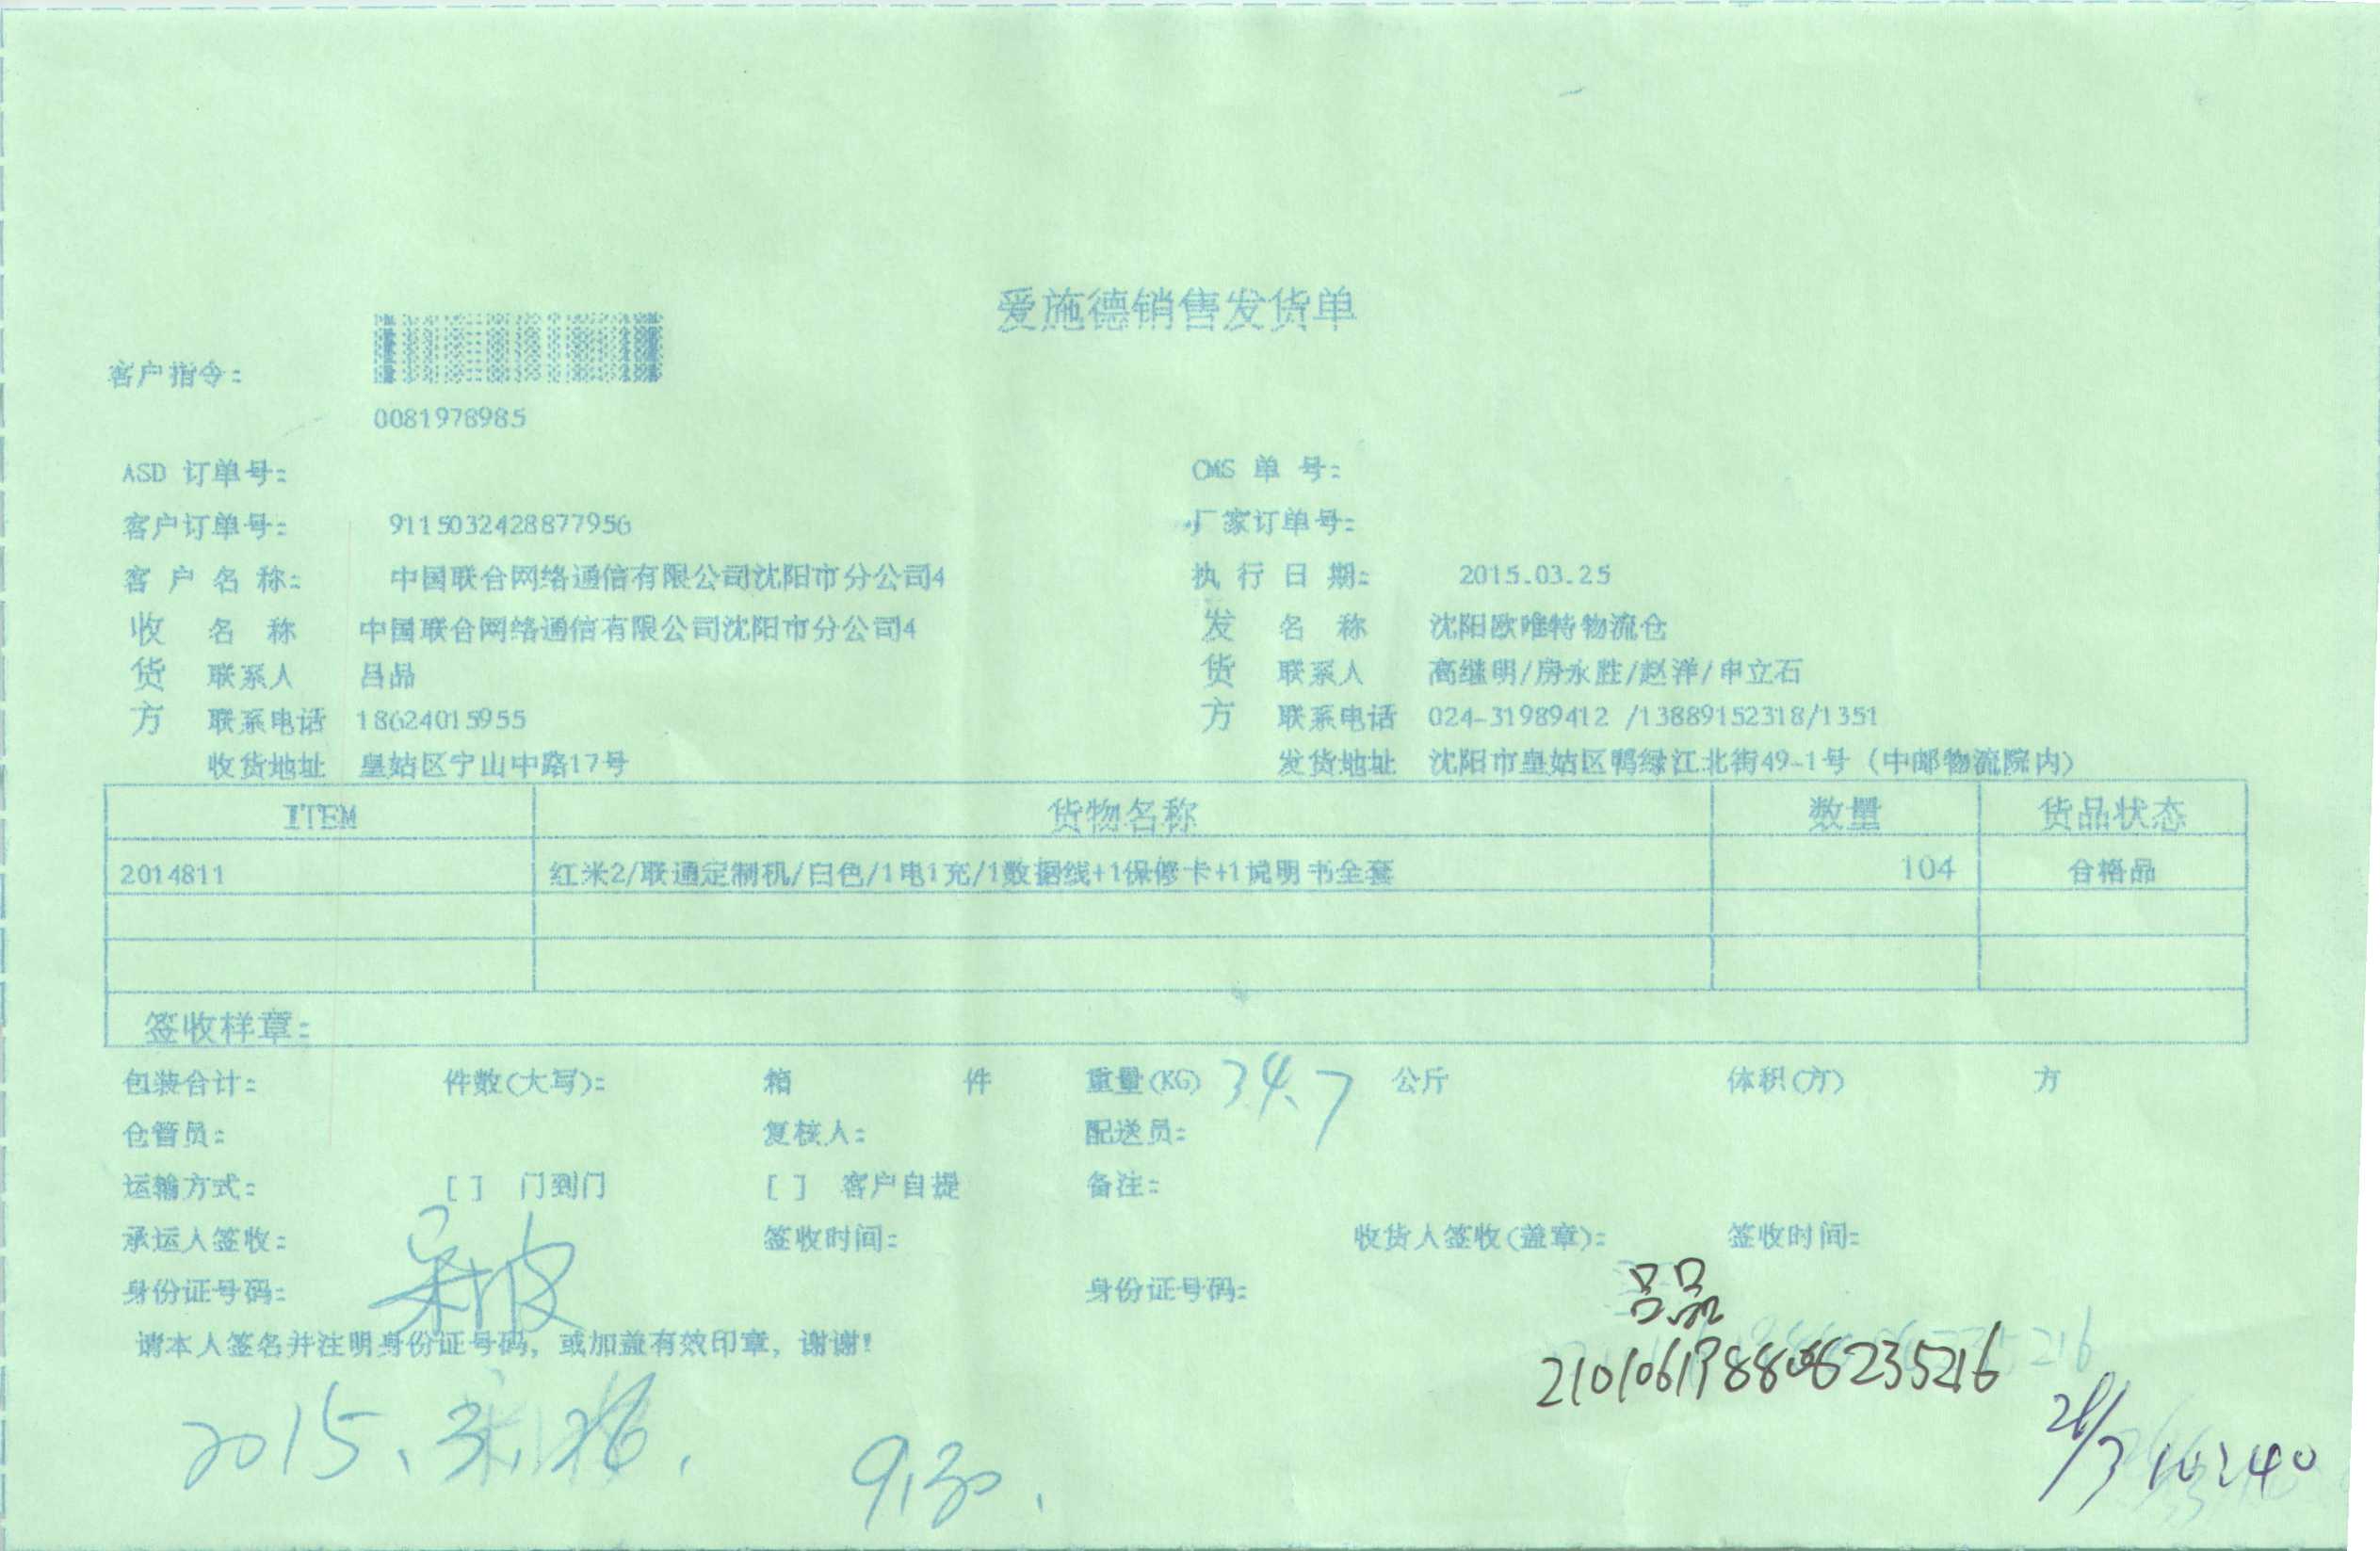 爱施德销售发货单
客户指令:
0081978985
ASD 订单号: CMS 单 号:
客户订单号: 9115032428877956 厂家订单号:
客 户 名 称: 中国联合网络通信有限公司沈阳市分公司4 执 行 日 期: 2015.03.25
收 名 称 中国联合网络通信有限公司沈阳市分公司4 发 名 称 沈阳欧唯特物流仓
货 联系人 吕品 货 联系人 高继明/房永胜/赵洋/申立石
方 联系电话 18624015955 方 联系电话 024-31989412 /13889152318/1351
收货地址 皇姑区宁山中路17号 发货地址 沈阳市皇姑区鸭绿江北街49-1号（中邮物流院内）
ITEM 货物名称 数量 货品状态
2014811 红米2/联通定制机/白色/1电1充/1数据线+1保修卡+1说明书全套 104 合格品
签收样章:
包装合计: 件数(大写): 箱 件 重量(KG) 34.7 公斤 体积(方) 方
仓管员: 复核人: 配送员:
运输方式: [ ] 门到门 [ ] 客户自提 备注:
承运人签收: 签收时间: 收货人签收(盖章): 签收时间:
身份证号码: 身份证号码: 吕品
请本人签名并注明身份证号码，或加盖有效印章，谢谢!
2015.3.26. 9.30.
26/3 10:40